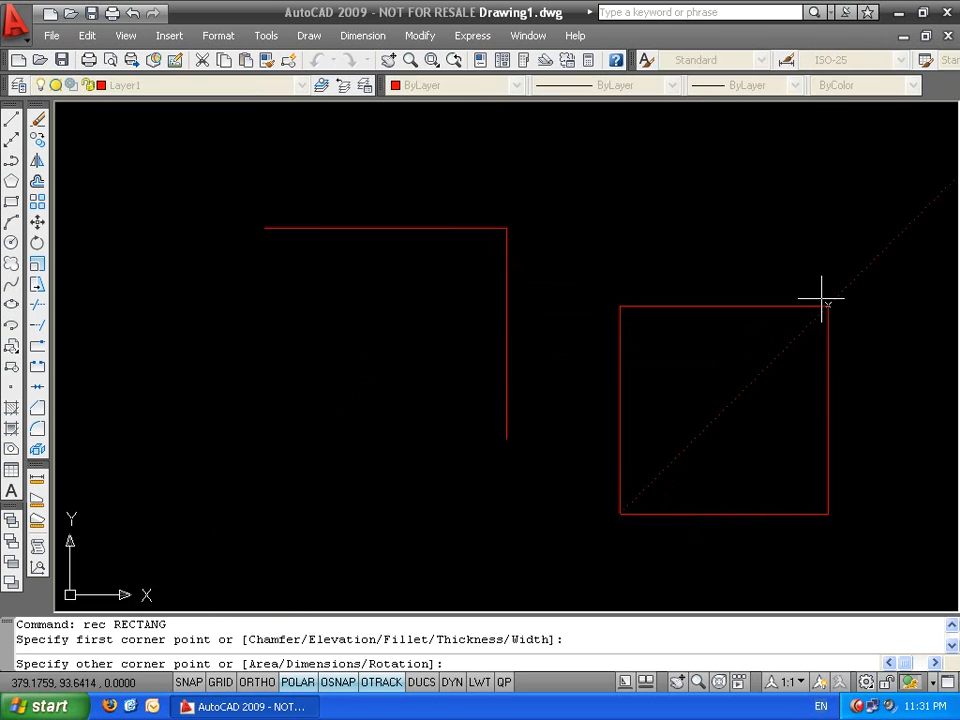 AutoCAD 2009 - NOT FOR RESALE Drawing1.dwg
Type a keyword or phrase
File Edit View Insert Format Tools Draw Dimension Modify Express Window Help
Standard ISO-25 Star
Layer1 ByLayer ByLayer ByLayer ByColor
A
Y
X
Command: rec RECTANG
Specify first corner point or [Chamfer/Elevation/Fillet/Thickness/Width]:
Specify other corner point or [Area/Dimensions/Rotation]:
379.1759, 93.6414 , 0.0000 SNAP GRID ORTHO POLAR OSNAP OTRACK DUCS DYN LWT QP 1:1
start AutoCAD 2009 - NOT... EN 11:31 PM